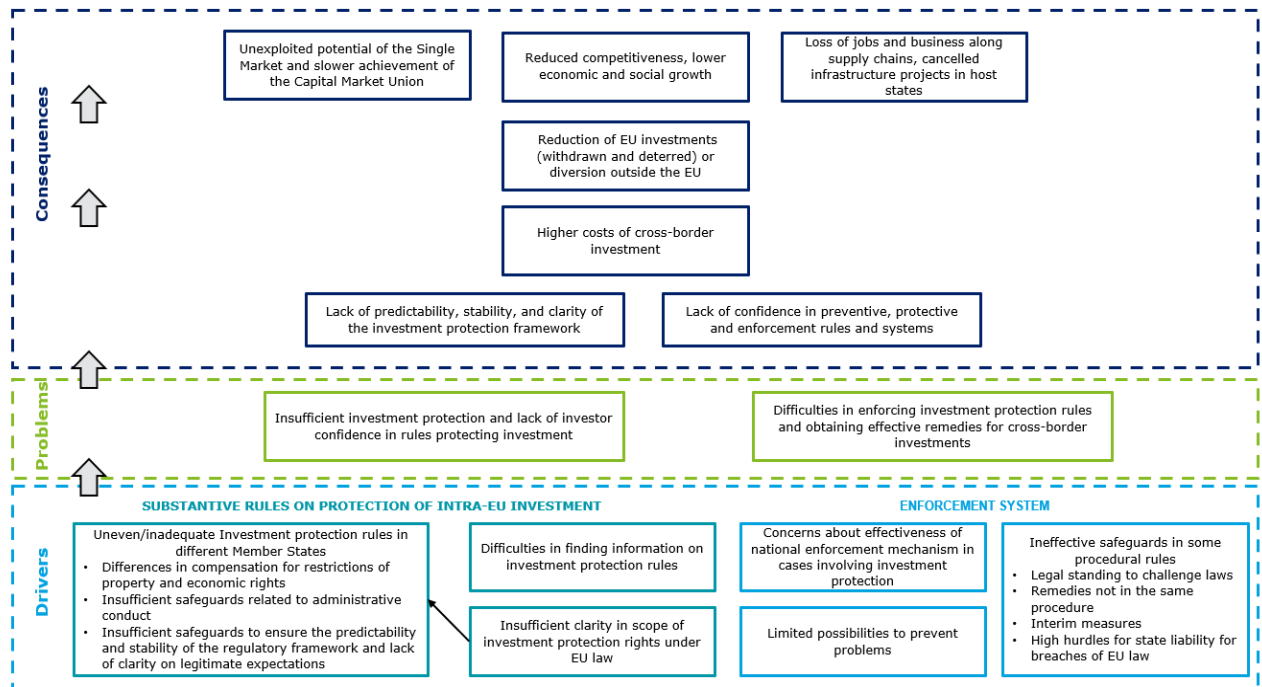 Consequences
Unexploited potential of the Single
Market and slower achievement of
the Capital Market Union
Reduced competitiveness, lower
economic and social growth
Loss of jobs and business along
supply chains, cancelled
infrastructure projects in host
states
Reduction of EU investments
(withdrawn and deterred) or
diversion outside the EU
Higher costs of cross-border
investment
Lack of predictability, stability, and clarity of
the investment protection framework
Lack of confidence in preventive, protective
and enforcement rules and systems
Problems
Insufficient investment protection and lack of investor
confidence in rules protecting investment
Difficulties in enforcing investment protection rules
and obtaining effective remedies for cross-border
investments
Drivers
SUBSTANTIVE RULES ON PROTECTION OF INTRA-EU INVESTMENT
Uneven/inadequate Investment protection rules in
different Member States
• Differences in compensation for restrictions of
property and economic rights
• Insufficient safeguards related to administrative
conduct
• Insufficient safeguards to ensure the predictability
and stability of the regulatory framework and lack
of clarity on legitimate expectations
Difficulties in finding information on
investment protection rules
Insufficient clarity in scope of
investment protection rights under
EU law
ENFORCEMENT SYSTEM
Concerns about effectiveness of
national enforcement mechanism in
cases involving investment
protection
Limited possibilities to prevent
problems
Ineffective safeguards in some
procedural rules
• Legal standing to challenge laws
• Remedies not in the same
procedure
• Interim measures
• High hurdles for state liability for
breaches of EU law